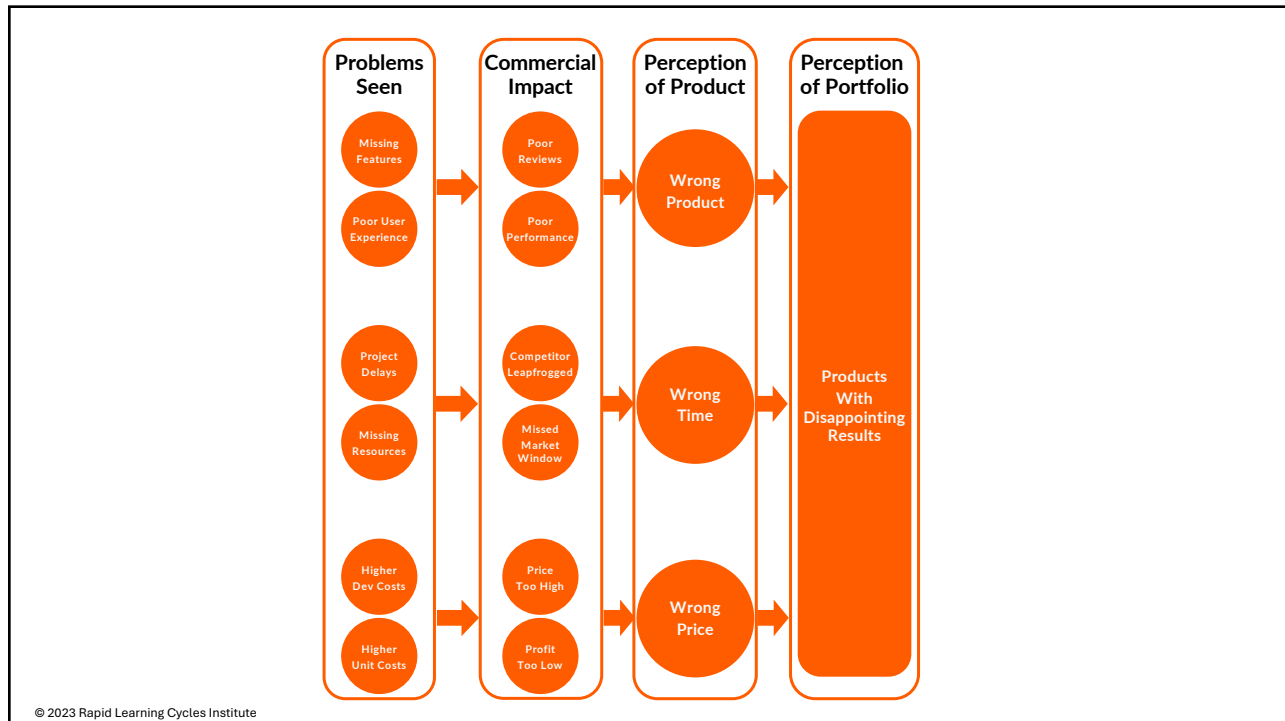 Problems
Seen
Missing
Features
Poor User
Experience
Project
Delays
Missing
Resources
Higher
Dev Costs
Higher
Unit Costs
Commercial
Impact
Poor
Reviews
Poor
Performance
Competitor
Leapfrogged
Missed
Market
Window
Price
Too High
Profit
Too Low
Perception
of Product
Wrong
Product
Wrong
Time
Wrong
Price
Perception
of Portfolio
Products
With
Disappointing
Results
© 2023 Rapid Learning Cycles Institute